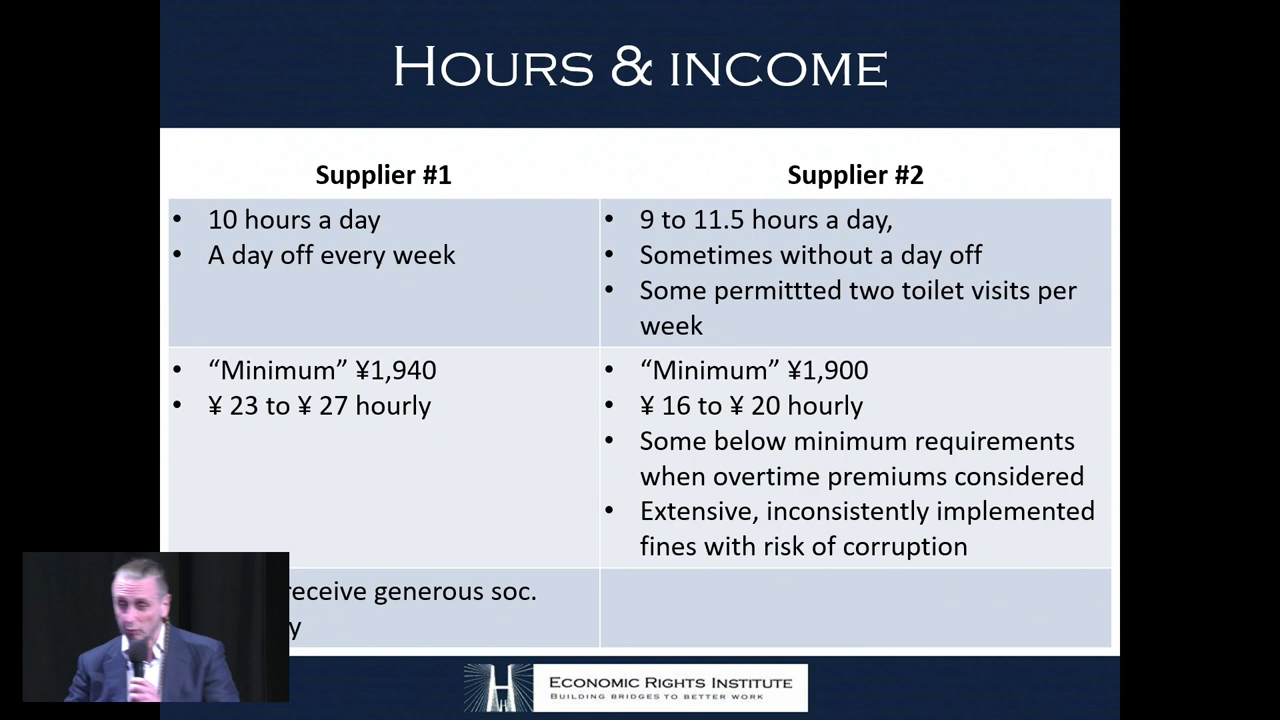 HOURS & INCOME
Supplier #1
Supplier #2
• 10 hours a day
• A day off every week
• 9 to 11.5 hours a day,
• Sometimes without a day off
• Some permittted two toilet visits per
week
• “Minimum” ¥1,940
• ¥ 23 to ¥ 27 hourly
• “Minimum” ¥1,900
• ¥ 16 to ¥ 20 hourly
• Some below minimum requirements
when overtime premiums considered
• Extensive, inconsistently implemented
fines with risk of corruption
receive generous soc.
y
H
ECONOMIC RIGHTS INSTITUTE
BUILDING BRIDGES TO BETTER WORK